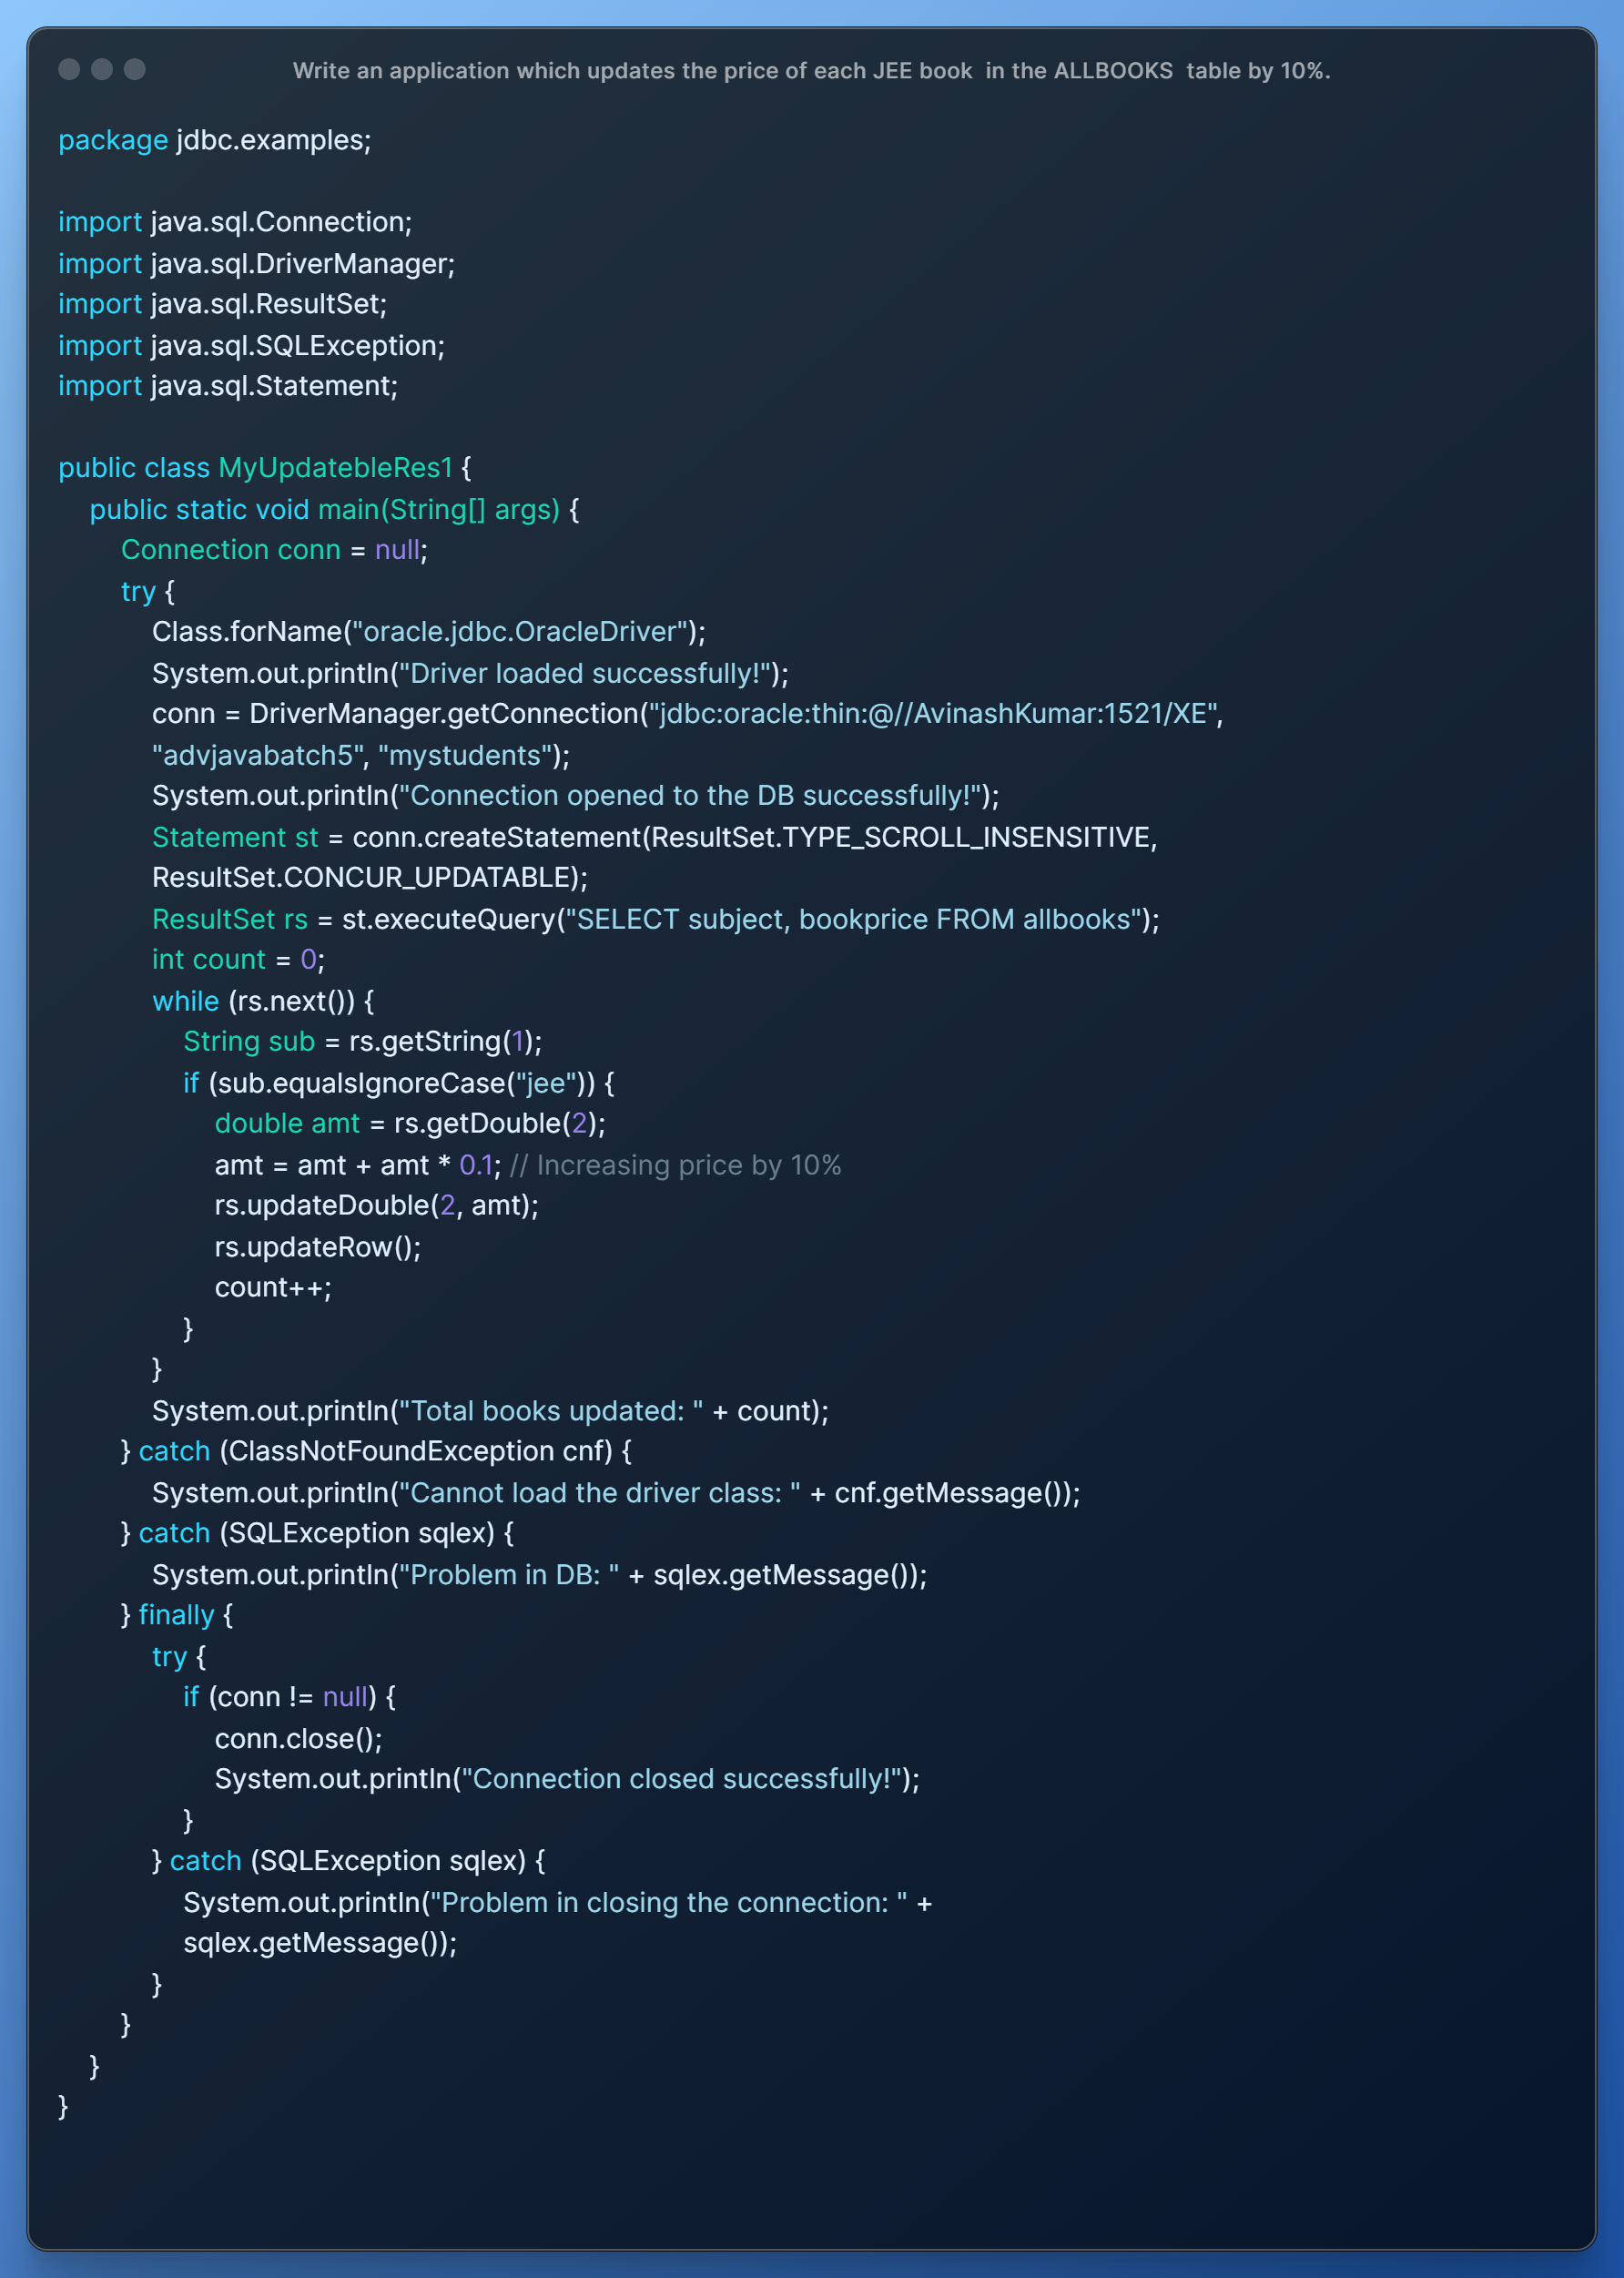 Write an application which updates the price of each JEE book  in the ALLBOOKS  table by 10%.
package jdbc.examples;

import java.sql.Connection;
import java.sql.DriverManager;
import java.sql.ResultSet;
import java.sql.SQLException;
import java.sql.Statement;

public class MyUpdatebleRes1 {
    public static void main(String[] args) {
        Connection conn = null;
        try {
            Class.forName("oracle.jdbc.OracleDriver");
            System.out.println("Driver loaded successfully!");
            conn = DriverManager.getConnection("jdbc:oracle:thin:@//AvinashKumar:1521/XE",
            "advjavabatch5", "mystudents");
            System.out.println("Connection opened to the DB successfully!");
            Statement st = conn.createStatement(ResultSet.TYPE_SCROLL_INSENSITIVE,
            ResultSet.CONCUR_UPDATABLE);
            ResultSet rs = st.executeQuery("SELECT subject, bookprice FROM allbooks");
            int count = 0;
            while (rs.next()) {
                String sub = rs.getString(1);
                if (sub.equalsIgnoreCase("jee")) {
                    double amt = rs.getDouble(2);
                    amt = amt + amt * 0.1; // Increasing price by 10%
                    rs.updateDouble(2, amt);
                    rs.updateRow();
                    count++;
                }
            }
            System.out.println("Total books updated: " + count);
        } catch (ClassNotFoundException cnf) {
            System.out.println("Cannot load the driver class: " + cnf.getMessage());
        } catch (SQLException sqlex) {
            System.out.println("Problem in DB: " + sqlex.getMessage());
        } finally {
            try {
                if (conn != null) {
                    conn.close();
                    System.out.println("Connection closed successfully!");
                }
            } catch (SQLException sqlex) {
                System.out.println("Problem in closing the connection: " +
                sqlex.getMessage());
            }
        }
    }
}